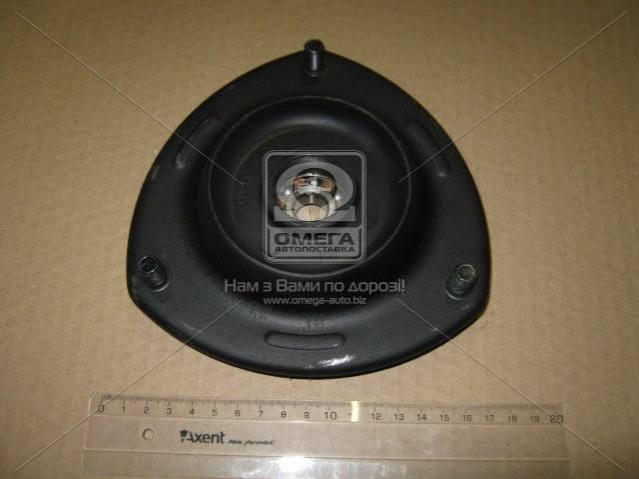 ОМЕГА
АВТОПОСТАВКА
Нам з Вами по дорозі!
www.omega-auto.biz
0 1 2 3 4 5 6 7 8 9 10 11 12 13 14 15 16 17 18 19 20
Axent